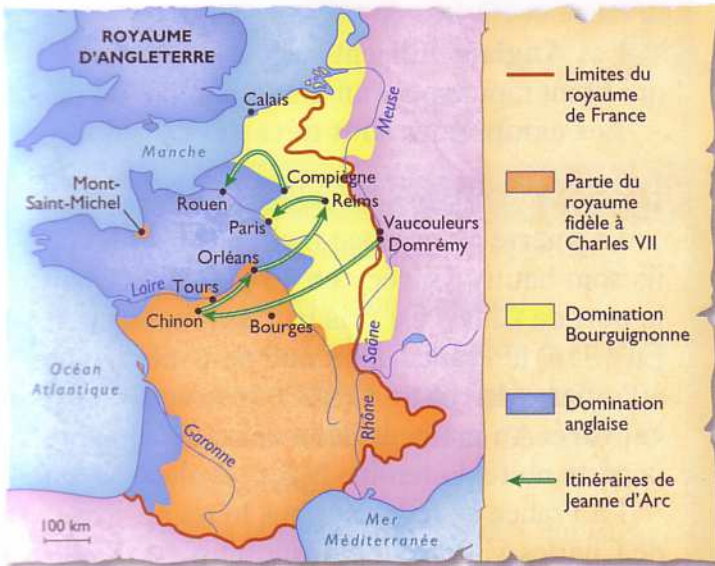 ROYAUME
D'ANGLETERRE
Calais
Meuse
Manche
Mont-
Saint-Michel
Compiègne
Rouen
Reims
Paris
Vaucouleurs
Domrémy
Orléans
Loire
Tours
Chinon
Bourges
Saône
Océan
Atlantique
Garonne
Rhône
100 km
Mer
Méditerranée
Limites du
royaume
de France
Partie du
royaume
fidèle à
Charles VII
Domination
Bourguignonne
Domination
anglaise
Itinéraires de
Jeanne d'Arc